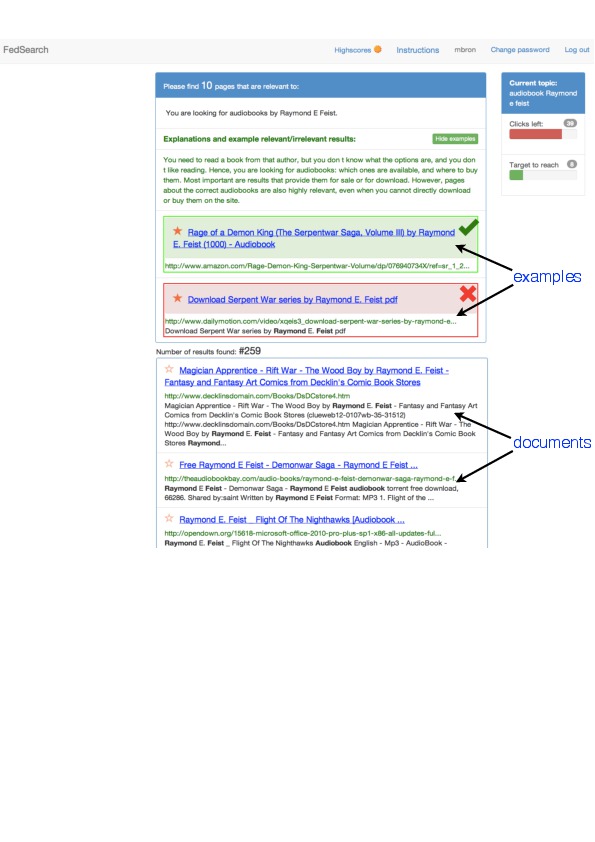 FedSearch
Highscores Instructions mbron Change password Log out
Please find 10 pages that are relevant to:
You are looking for audiobooks by Raymond E Feist.
Explanations and example relevant/irrelevant results:
Hide examples
You need to read a book from that author, but you don t know what the options are, and you don
t like reading. Hence, you are looking for audiobooks: which ones are available, and where to buy
them. Most important are results that provide them for sale or for download. However, pages
about the correct audiobooks are also highly relevant, even when you cannot directly download
or buy them on the site.
Rage of a Demon King (The Serpentwar Saga, Volume III) by Raymond
E. Feist (1000) - Audiobook
http://www.amazon.com/Rage-Demon-King-Serpentwar-Volume/dp/076940734X/ref=sr_1_2...
Download Serpent War series by Raymond E. Feist pdf
http://www.dailymotion.com/video/xqeis3_download-serpent-war-series-by-raymond-e...
Download Serpent War series by Raymond E. Feist pdf
Number of results found: #259
Magician Apprentice - Rift War - The Wood Boy by Raymond E. Feist -
Fantasy and Fantasy Art Comics from Decklin's Comic Book Stores
http://www.decklinsdomain.com/Books/DsDCstore4.htm
Magician Apprentice - Rift War - The Wood Boy by Raymond E. Feist - Fantasy and Fantasy Art
Comics from Decklin's Comic Book Stores (clueweb12-0107wb-35-31512)
http://www.decklinsdomain.com/Books/DsDCstore4.htm Magician Apprentice - Rift War - The
Wood Boy by Raymond E. Feist - Fantasy and Fantasy Art Comics from Decklin's Comic Book
Stores Raymond...
Free Raymond E Feist - Demonwar Saga - Raymond E Feist ...
http://theaudiobookbay.com/audio-books/raymond-e-feist-demonwar-saga-raymond-e-f...
Raymond E Feist - Demonwar Saga - Raymond E Feist audiobook torrent free download,
66286. Shared by:saint Written by Raymond E Feist Format: MP3 1. Flight of the ...
Raymond E. Feist _ Flight Of The Nighthawks [Audiobook ...
http://opendown.org/15618-microsoft-office-2010-pro-plus-sp1-x86-all-updates-ful...
Raymond E. Feist _ Flight Of The Nighthawks Audiobook English - Mp3 - AudioBook -
Current topic:
audiobook Raymond
e feist
Clicks left: 39
Target to reach 8
examples
documents